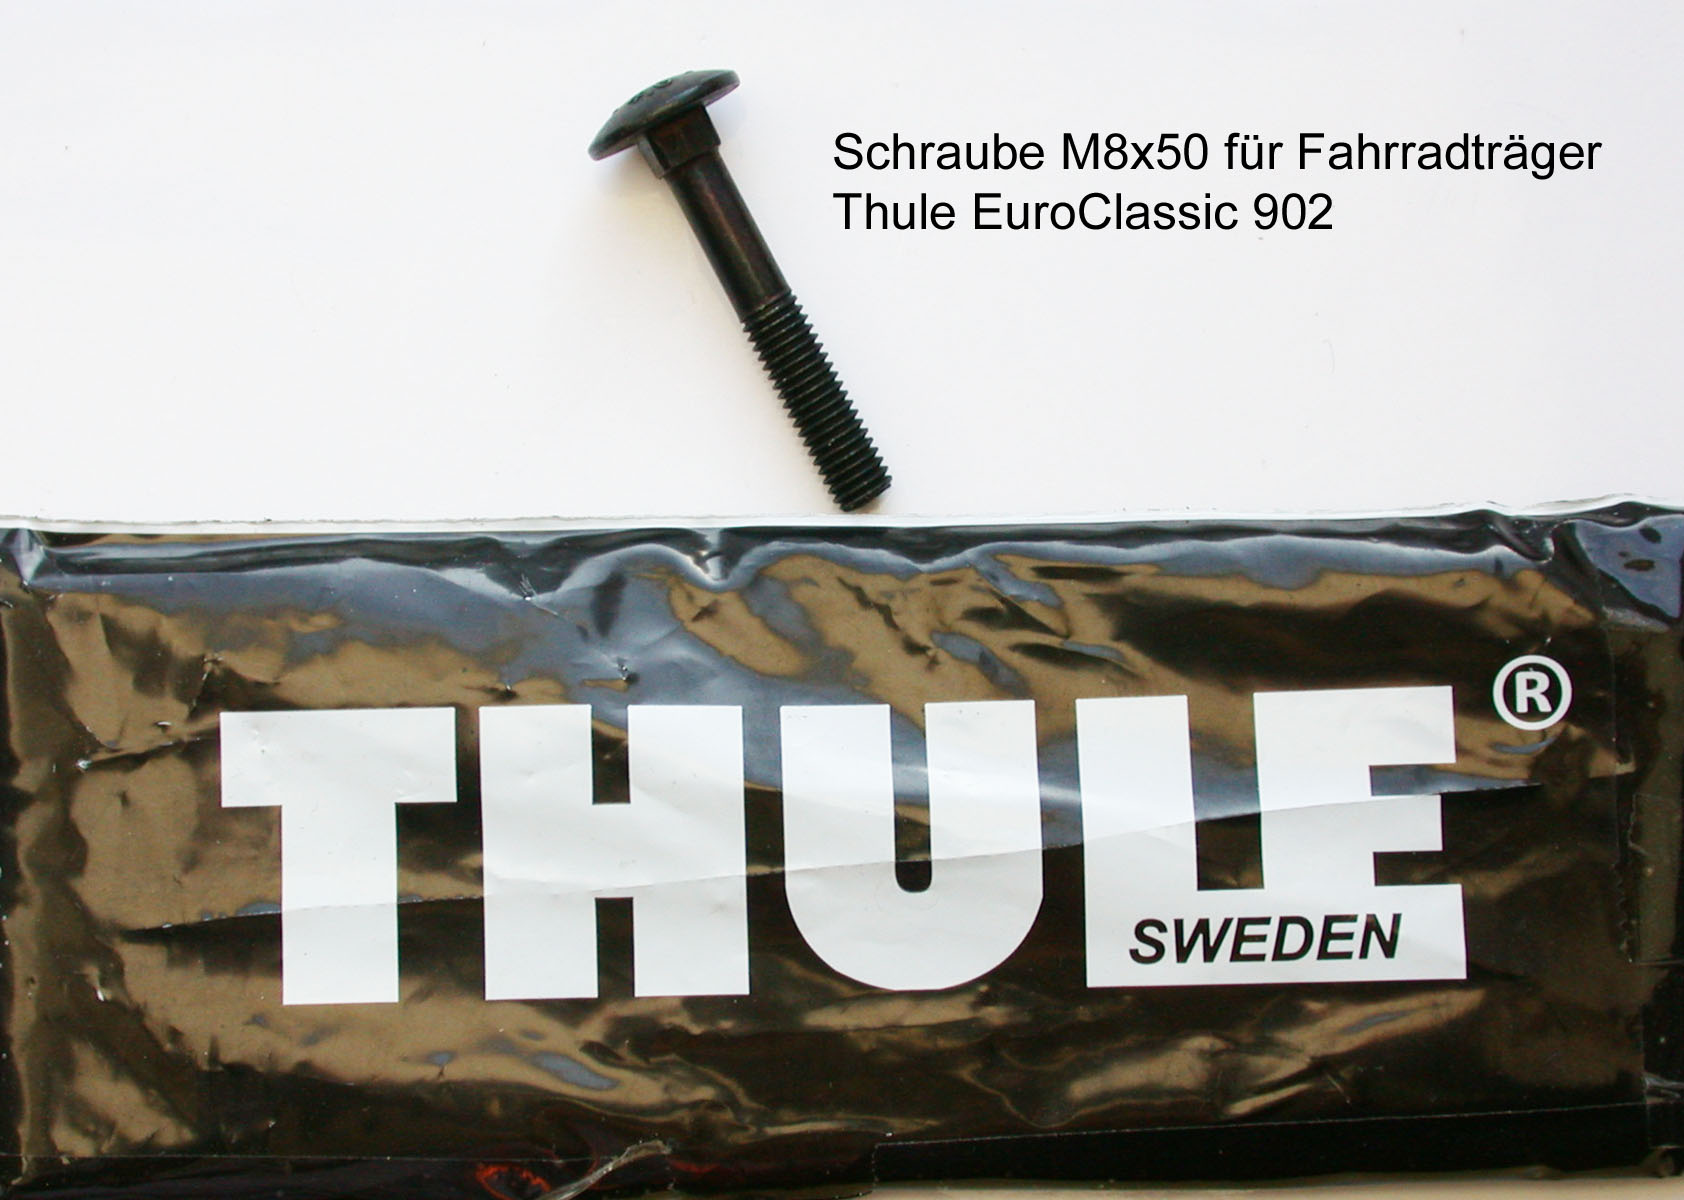 Schraube M8x50 für Fahrradträger
Thule EuroClassic 902
THULE®
SWEDEN